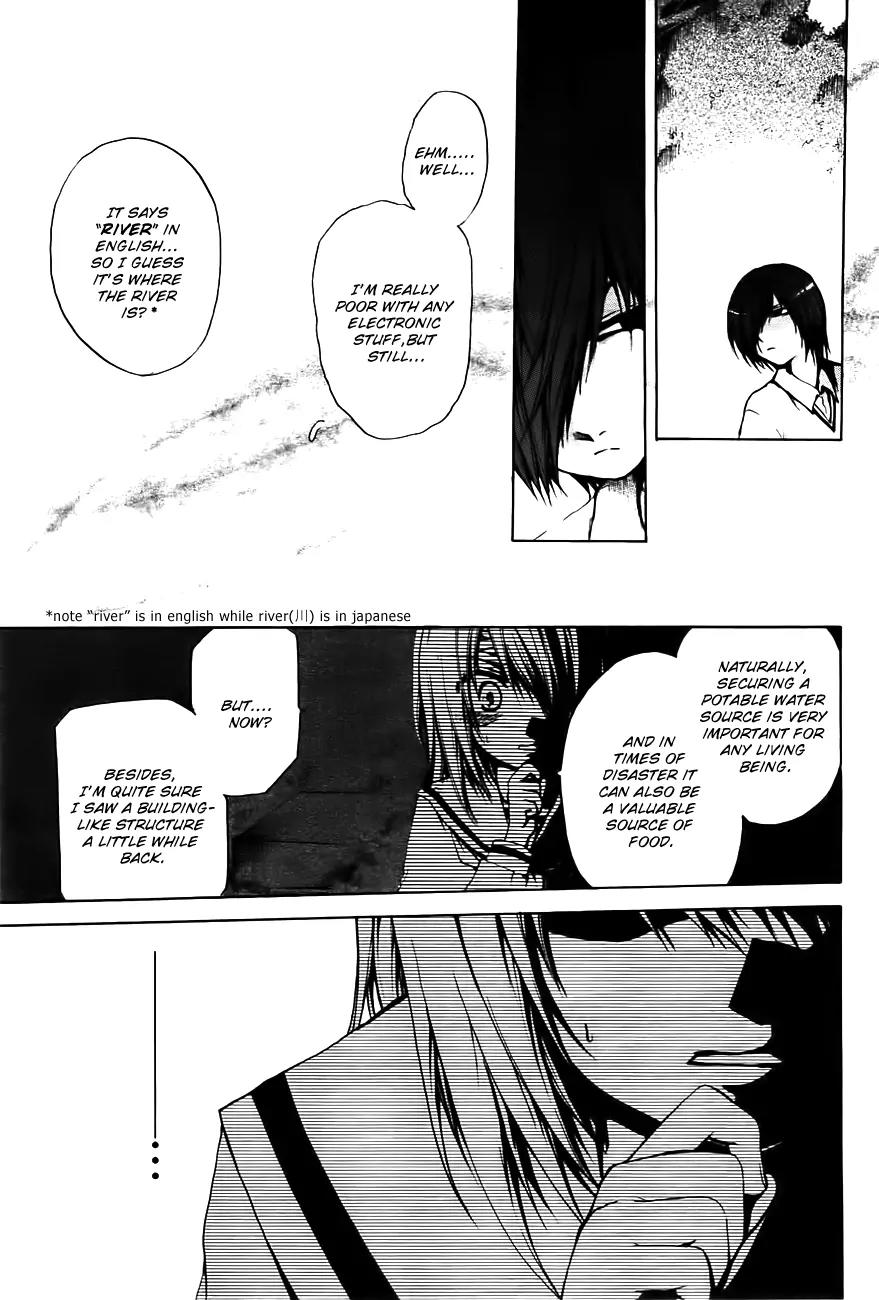 EHM.....
WELL...
I'M REALLY
POOR WITH ANY
ELECTRONIC
STUFF,BUT
STILL...
IT SAYS
"RIVER" IN
ENGLISH...
SO I GUESS
IT'S WHERE
THE RIVER
IS? *
*note "river" is in english while river(川) is in japanese
NATURALLY,
SECURING A
POTABLE WATER
SOURCE IS VERY
IMPORTANT FOR
ANY LIVING
BEING.
AND IN
TIMES OF
DISASTER IT
CAN ALSO BE
A VALUABLE
SOURCE OF
FOOD.
BUT....
NOW?
BESIDES,
I'M QUITE SURE
I SAW A BUILDING-
LIKE STRUCTURE
A LITTLE WHILE
BACK.